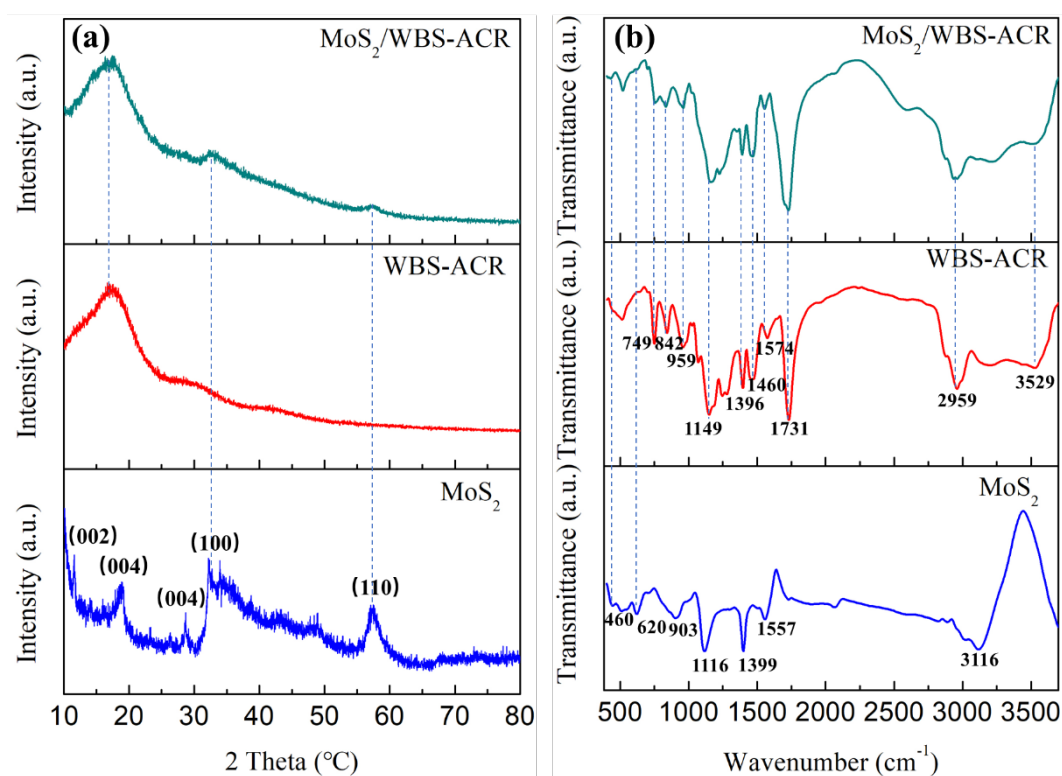 (a)
MoS2/WBS-ACR
Intensity (a.u.)
WBS-ACR
Intensity (a.u.)
MoS2
Intensity (a.u.)
(002)
(004)
(004)
(100)
(110)
10 20 30 40 50 60 70 80
2 Theta (°C)
(b)
MoS2/WBS-ACR
Transmittance (a.u.)
WBS-ACR
Transmittance (a.u.)
749 842 959 1149 1396 1460 1574 1731 2959 3529
MoS2
Transmittance (a.u.)
460 620 903 1116 1399 1557 3116
500 1000 1500 2000 2500 3000 3500
Wavenumber (cm-1)